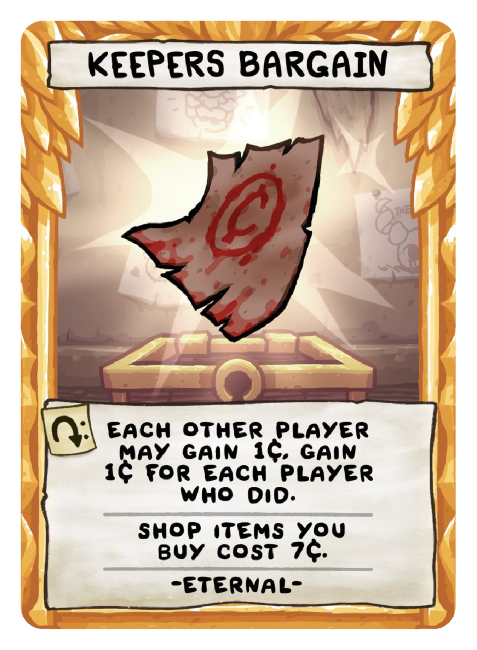 KEEPERS BARGAIN
¢
EACH OTHER PLAYER
MAY GAIN 1¢. GAIN
1¢ FOR EACH PLAYER
WHO DID.
SHOP ITEMS YOU
BUY COST 7¢.
-ETERNAL-